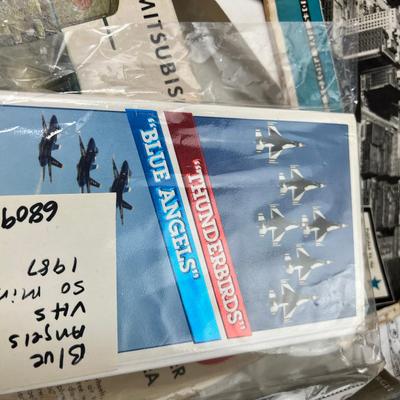 MITSUBIS
"BLUE ANGELS"
"THUNDERBIRDS"
Blue
Angels
VHS
50 min
1987
6809